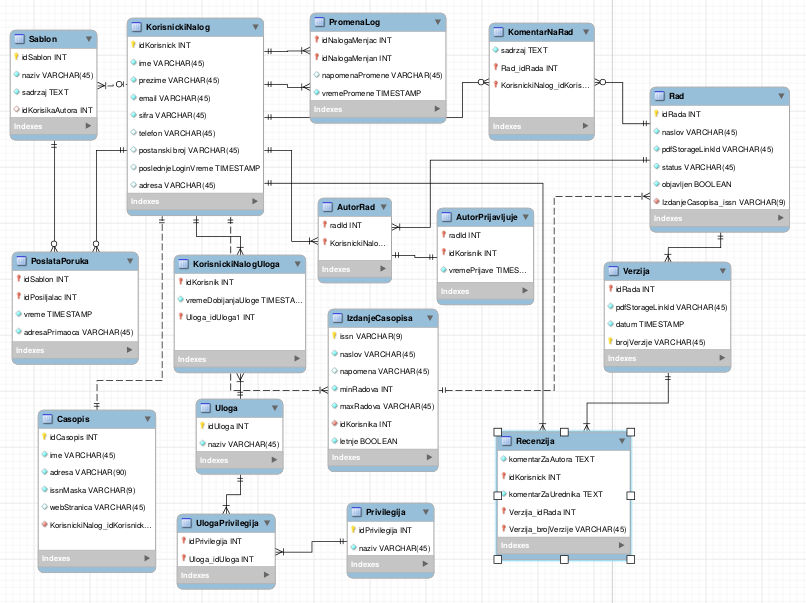 Sablon
idSablon INT
naziv VARCHAR(45)
sadrzaj TEXT
idKorisikaAutora INT
Indexes
KorisnickiNalog
idKorisnick INT
ime VARCHAR(45)
prezime VARCHAR(45)
email VARCHAR(45)
sifra VARCHAR(45)
telefon VARCHAR(45)
postanski broj VARCHAR(45)
poslednjeLoginVreme TIMESTAMP
adresa VARCHAR(45)
Indexes
PromenaLog
idNalogaMenjac INT
idNalogaMenjan INT
napomenaPromene VARCHAR(45)
vremePromene TIMESTAMP
Indexes
KomentarNaRad
sadrzaj TEXT
Rad_idRada INT
KorisnickiNalog_idKoris...
Indexes
Rad
idRada INT
naslov VARCHAR(45)
pdfStorageLinkId VARCHAR(45)
status VARCHAR(45)
objavljen BOOLEAN
IzdanjeCasopisa_issn VARCHAR(9)
Indexes
AutorRad
radId INT
KorisnickiNalo...
Indexes
AutorPrijavljuje
radId INT
idKorisnik INT
vremePrijave TIMES...
Indexes
PoslataPoruka
idSablon INT
idPosiljalac INT
vreme TIMESTAMP
adresaPrimaoca VARCHAR(45)
Indexes
KorisnickiNalogUloga
idKorisnik INT
vremeDobijanjaUloge TIMESTA...
Uloga_idUloga1 INT
Indexes
Verzija
idRada INT
pdfStorageLinkId VARCHAR(45)
datum TIMESTAMP
brojVerzije VARCHAR(45)
Indexes
IzdanjeCasopisa
issn VARCHAR(9)
naslov VARCHAR(45)
napomena VARCHAR(45)
minRadova INT
maxRadova VARCHAR(45)
idKorisnika INT
letnje BOOLEAN
Indexes
Casopis
idCasopis INT
ime VARCHAR(45)
adresa VARCHAR(90)
issnMaska VARCHAR(9)
webStranica VARCHAR(45)
KorisnickiNalog_idKorisnick...
Indexes
Uloga
idUloga INT
naziv VARCHAR(45)
Indexes
Recenzija
komentarZaAutora TEXT
idKorisnick INT
komentarZaUrednika TEXT
Verzija_idRada INT
Verzija_brojVerzije VARCHAR(45)
Indexes
UlogaPrivilegija
idPrivilegija INT
Uloga_idUloga INT
Indexes
Privilegija
idPrivilegija INT
naziv VARCHAR(45)
Indexes